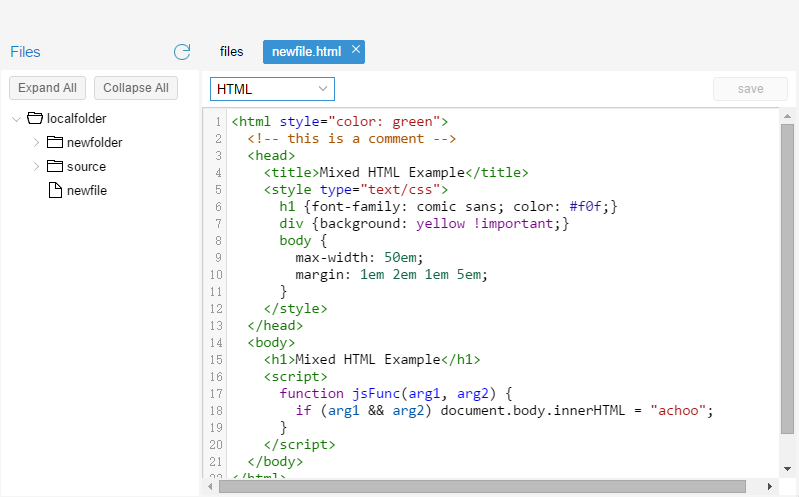 Files
files
newfile.html
Expand All
Collapse All
localfolder
newfolder
source
newfile
HTML
save
1 <html style="color: green">
2 <!-- this is a comment -->
3 <head>
4 <title>Mixed HTML Example</title>
5 <style type="text/css">
6 h1 {font-family: comic sans; color: #f0f;}
7 div {background: yellow !important;}
8 body {
9 max-width: 50em;
10 margin: 1em 2em 1em 5em;
11 }
12 </style>
13 </head>
14 <body>
15 <h1>Mixed HTML Example</h1>
16 <script>
17 function jsFunc(arg1, arg2) {
18 if (arg1 && arg2) document.body.innerHTML = "achoo";
19 }
20 </script>
21 </body>
22 </html>